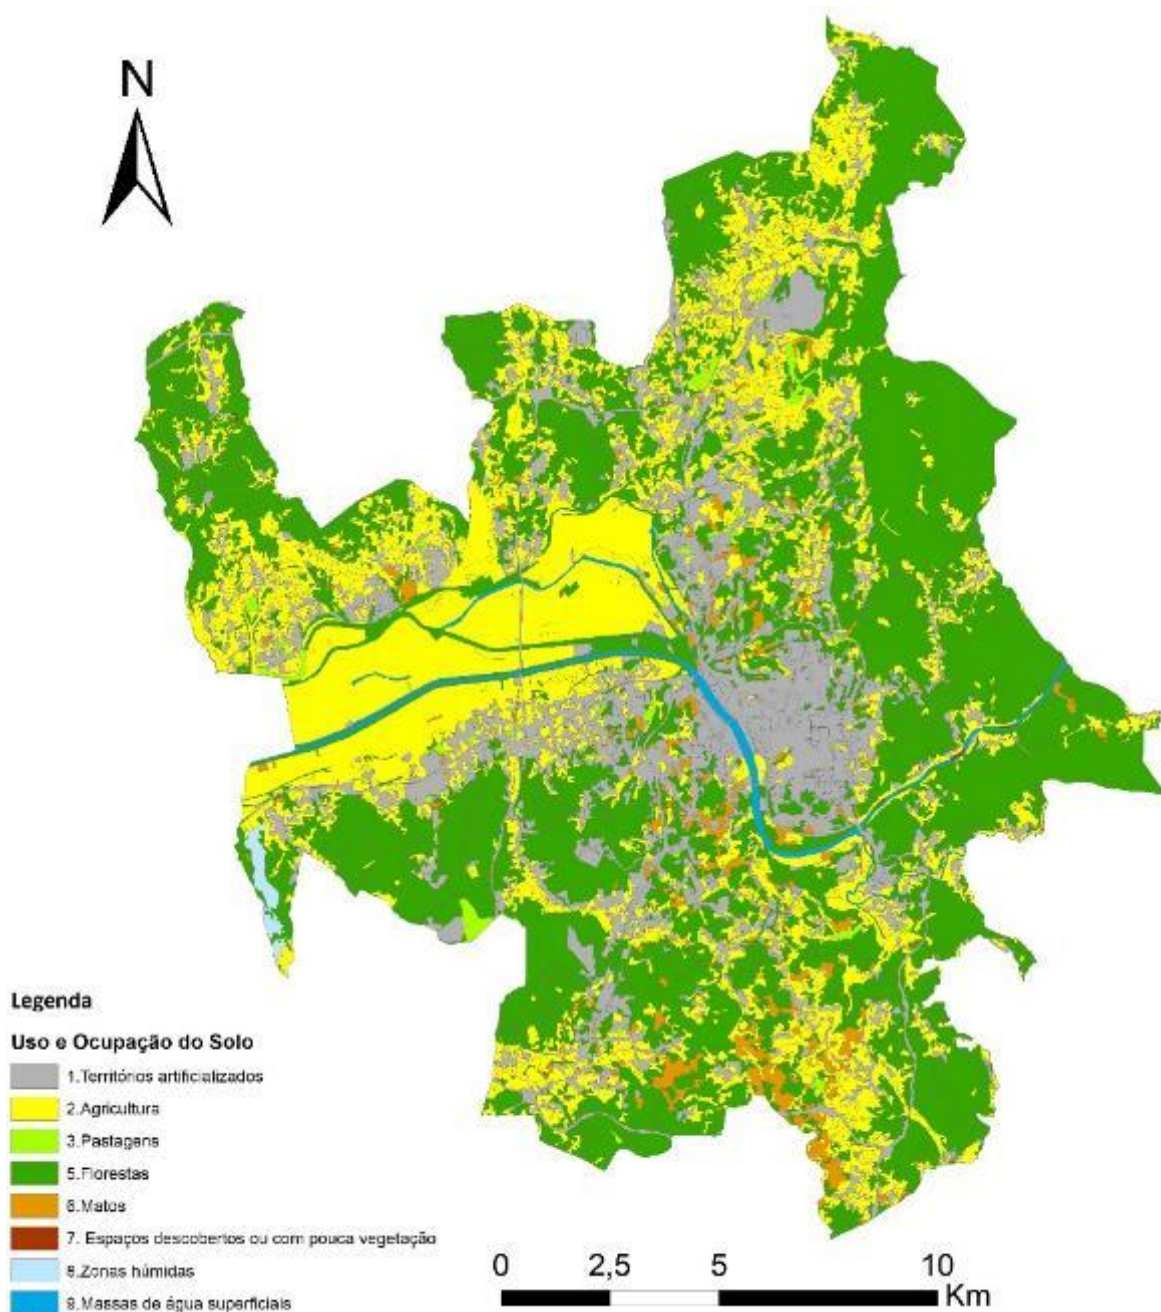 N
Legenda
Uso e Ocupação do Solo
1.Territórios artificializados
2.Agricultura
3.Pastagens
5.Florestas
6.Matos
7. Espaços descobertos ou com pouca vegetação
8.Zonas húmidas
9.Massas de água superficiais
0 2,5 5 10
Km